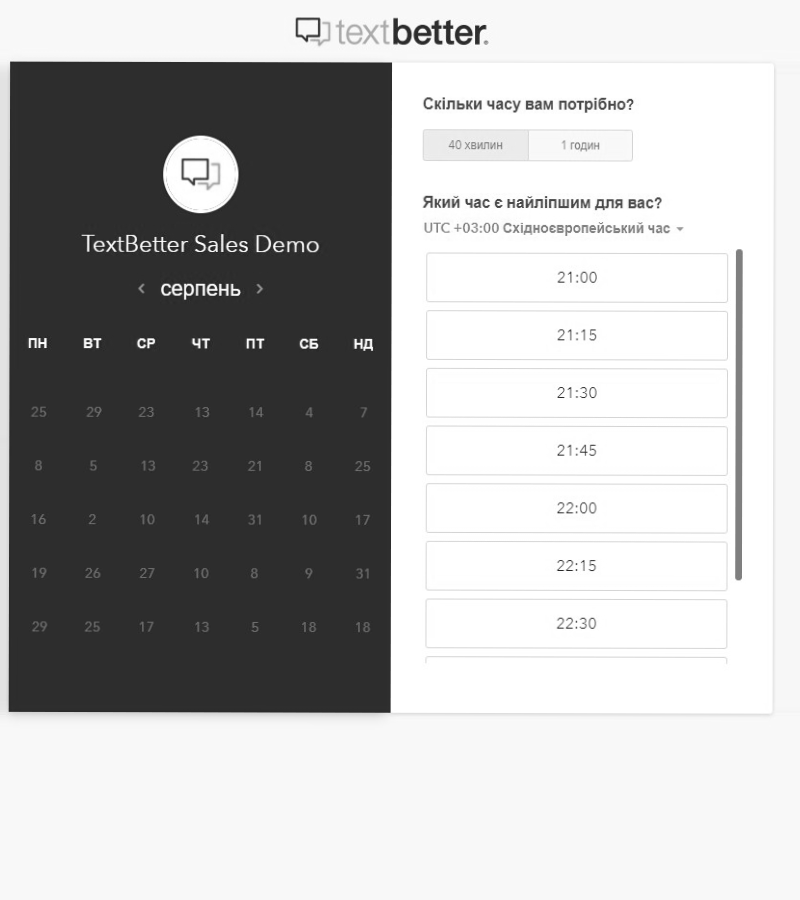 textbetter.
TextBetter Sales Demo
серпень
ПН ВТ СР ЧТ ПТ СБ НД
25 29 23 13 14 4 7
8 5 13 23 21 8 25
16 2 10 14 31 10 17
19 26 27 10 8 9 31
29 25 17 13 5 18 18
Скільки часу вам потрібно?
40 хвилин 1 годин
Який час є найліпшим для вас?
UTC +03:00 Східноєвропейський час
21:00
21:15
21:30
21:45
22:00
22:15
22:30